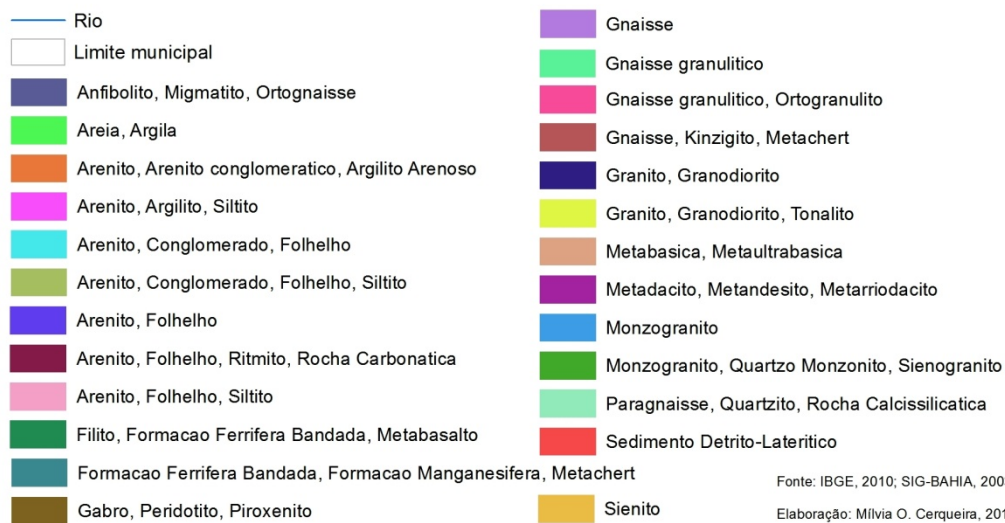 Rio
Limite municipal
Anfibolito, Migmatito, Ortognaisse
Areia, Argila
Arenito, Arenito conglomeratico, Argilito Arenoso
Arenito, Argilito, Siltito
Arenito, Conglomerado, Folhelho
Arenito, Conglomerado, Folhelho, Siltito
Arenito, Folhelho
Arenito, Folhelho, Ritmito, Rocha Carbonatica
Arenito, Folhelho, Siltito
Filito, Formacao Ferrifera Bandada, Metabasalto
Formacao Ferrifera Bandada, Formacao Manganesifera, Metachert
Gabro, Peridotito, Piroxenito
Gnaisse
Gnaisse granulitico
Gnaisse granulitico, Ortogranulito
Gnaisse, Kinzigito, Metachert
Granito, Granodiorito
Granito, Granodiorito, Tonalito
Metabasica, Metaultrabasica
Metadacito, Metandesito, Metarriodacito
Monzogranito
Monzogranito, Quartzo Monzonito, Sienogranito
Paragnaisse, Quartzito, Rocha Calcissilicatica
Sedimento Detrito-Lateritico
Sienito
Fonte: IBGE, 2010; SIG-BAHIA, 200
Elaboração: Mílvia O. Cerqueira, 201